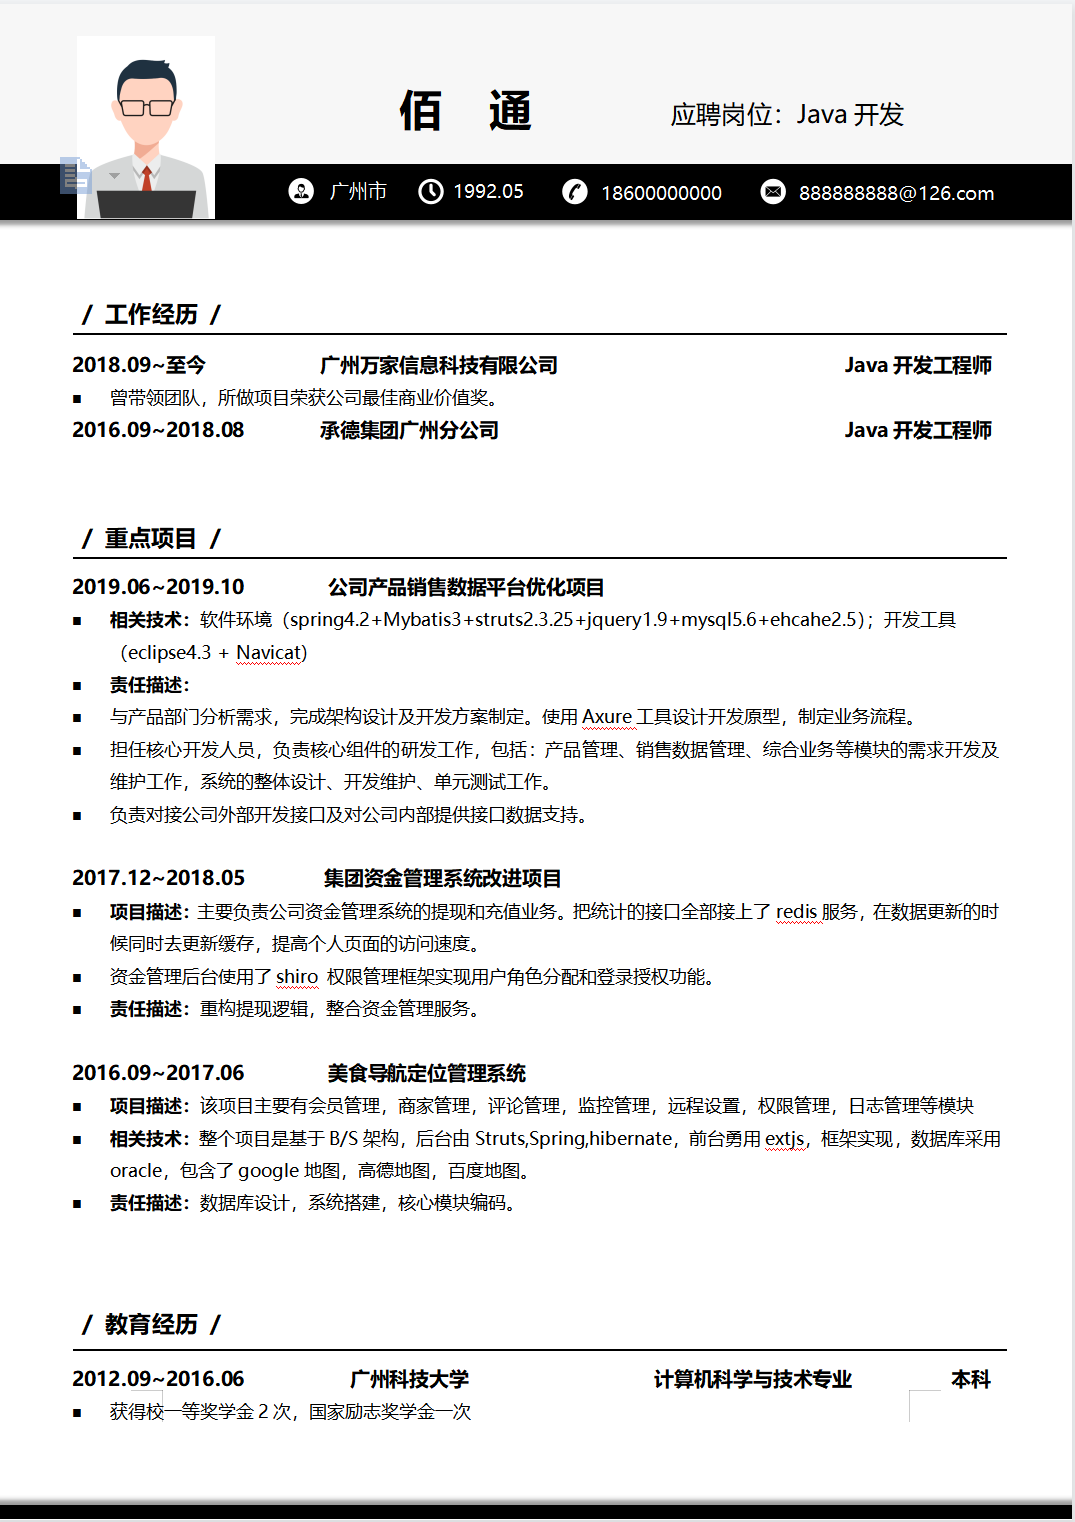 佰 通
应聘岗位：Java 开发
广州市 1992.05 18600000000 888888888@126.com
/ 工作经历 /
2018.09~至今 广州万家信息科技有限公司 Java 开发工程师
■ 曾带领团队，所做项目荣获公司最佳商业价值奖。
2016.09~2018.08 承德集团广州分公司 Java 开发工程师
/ 重点项目 /
2019.06~2019.10 公司产品销售数据平台优化项目
■ 相关技术：软件环境（spring4.2+Mybatis3+struts2.3.25+jquery1.9+mysql5.6+ehcahe2.5）；开发工具
（eclipse4.3 + Navicat）
■ 责任描述：
■ 与产品部门分析需求，完成架构设计及开发方案制定。使用 Axure 工具设计开发原型，制定业务流程。
■ 担任核心开发人员，负责核心组件的研发工作，包括：产品管理、销售数据管理、综合业务等模块的需求开发及
维护工作，系统的整体设计、开发维护、单元测试工作。
■ 负责对接公司外部开发接口及对公司内部提供接口数据支持。
2017.12~2018.05 集团资金管理系统改进项目
■ 项目描述：主要负责公司资金管理系统的提现和充值业务。把统计的接口全部接上了 redis 服务，在数据更新的时
候同时去更新缓存，提高个人页面的访问速度。
■ 资金管理后台使用了 shiro 权限管理框架实现用户角色分配和登录授权功能。
■ 责任描述：重构提现逻辑，整合资金管理服务。
2016.09~2017.06 美食导航定位管理系统
■ 项目描述：该项目主要有会员管理，商家管理，评论管理，监控管理，远程设置，权限管理，日志管理等模块
■ 相关技术：整个项目是基于 B/S 架构，后台由 Struts,Spring,hibernate，前台勇用 extjs，框架实现，数据库采用
oracle，包含了 google 地图，高德地图，百度地图。
■ 责任描述：数据库设计，系统搭建，核心模块编码。
/ 教育经历 /
2012.09~2016.06 广州科技大学 计算机科学与技术专业 本科
■ 获得校一等奖学金 2 次，国家励志奖学金一次